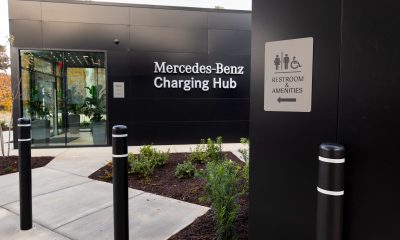 Mercedes-Benz
Charging Hub
RESTROOM
&
AMENITIES